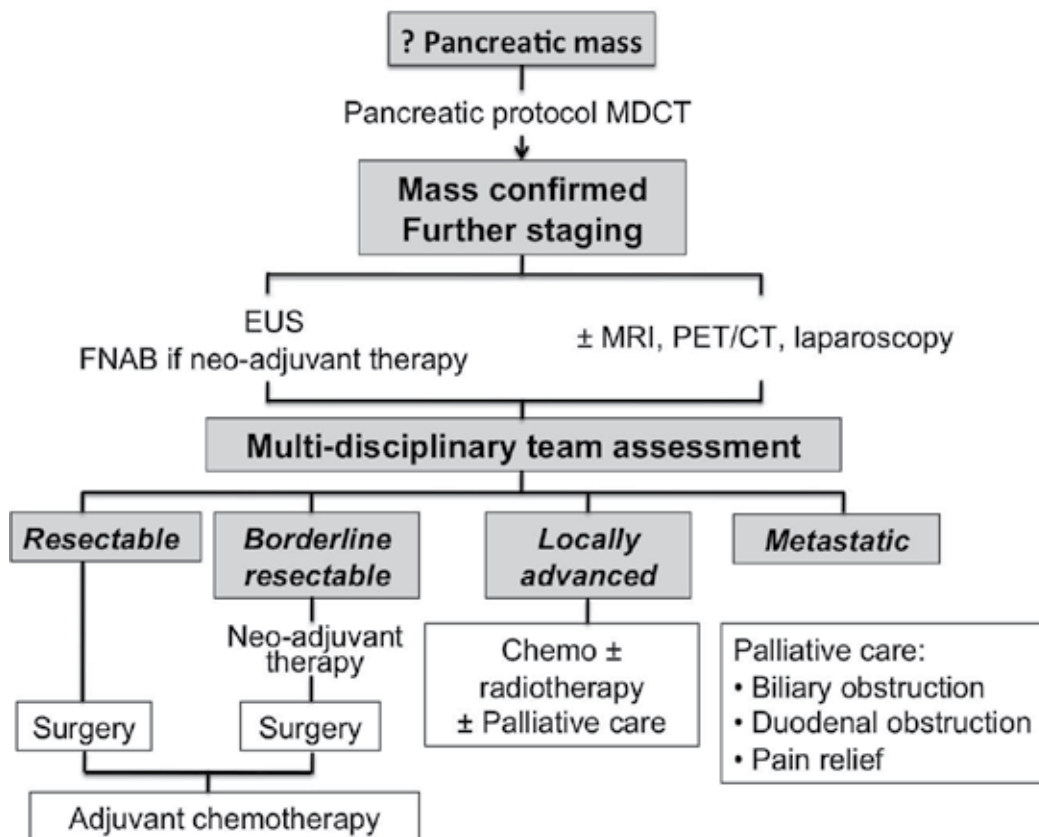 ? Pancreatic mass
Pancreatic protocol MDCT
Mass confirmed
Further staging
EUS
FNAB if neo-adjuvant therapy
± MRI, PET/CT, laparoscopy
Multi-disciplinary team assessment
Resectable
Borderline
resectable
Locally
advanced
Metastatic
Neo-adjuvant
therapy
Chemo ±
radiotherapy
± Palliative care
Palliative care:
• Biliary obstruction
• Duodenal obstruction
• Pain relief
Surgery
Surgery
Adjuvant chemotherapy